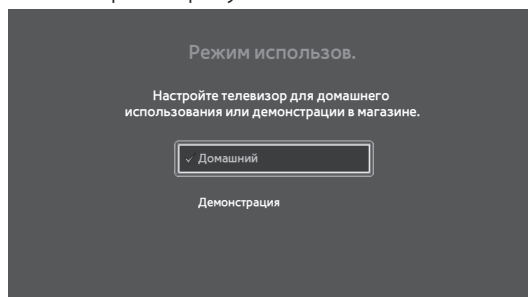 Режим использов.
Настройте телевизор для домашнего
использования или демонстрации в магазине.
✓ Домашний
Демонстрация